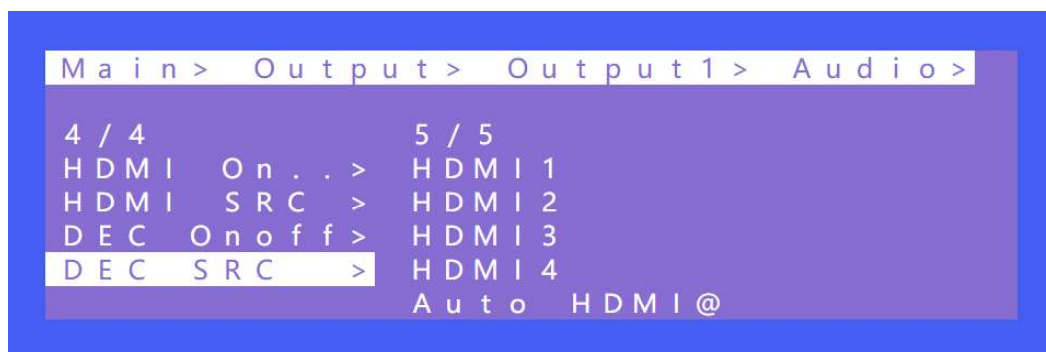 Main> Output> Output1> Audio>
4/4 5/5
HDMI On..> HDMI1
HDMI SRC > HDMI2
DEC Onoff> HDMI3
DEC SRC > HDMI4
Auto HDMI@